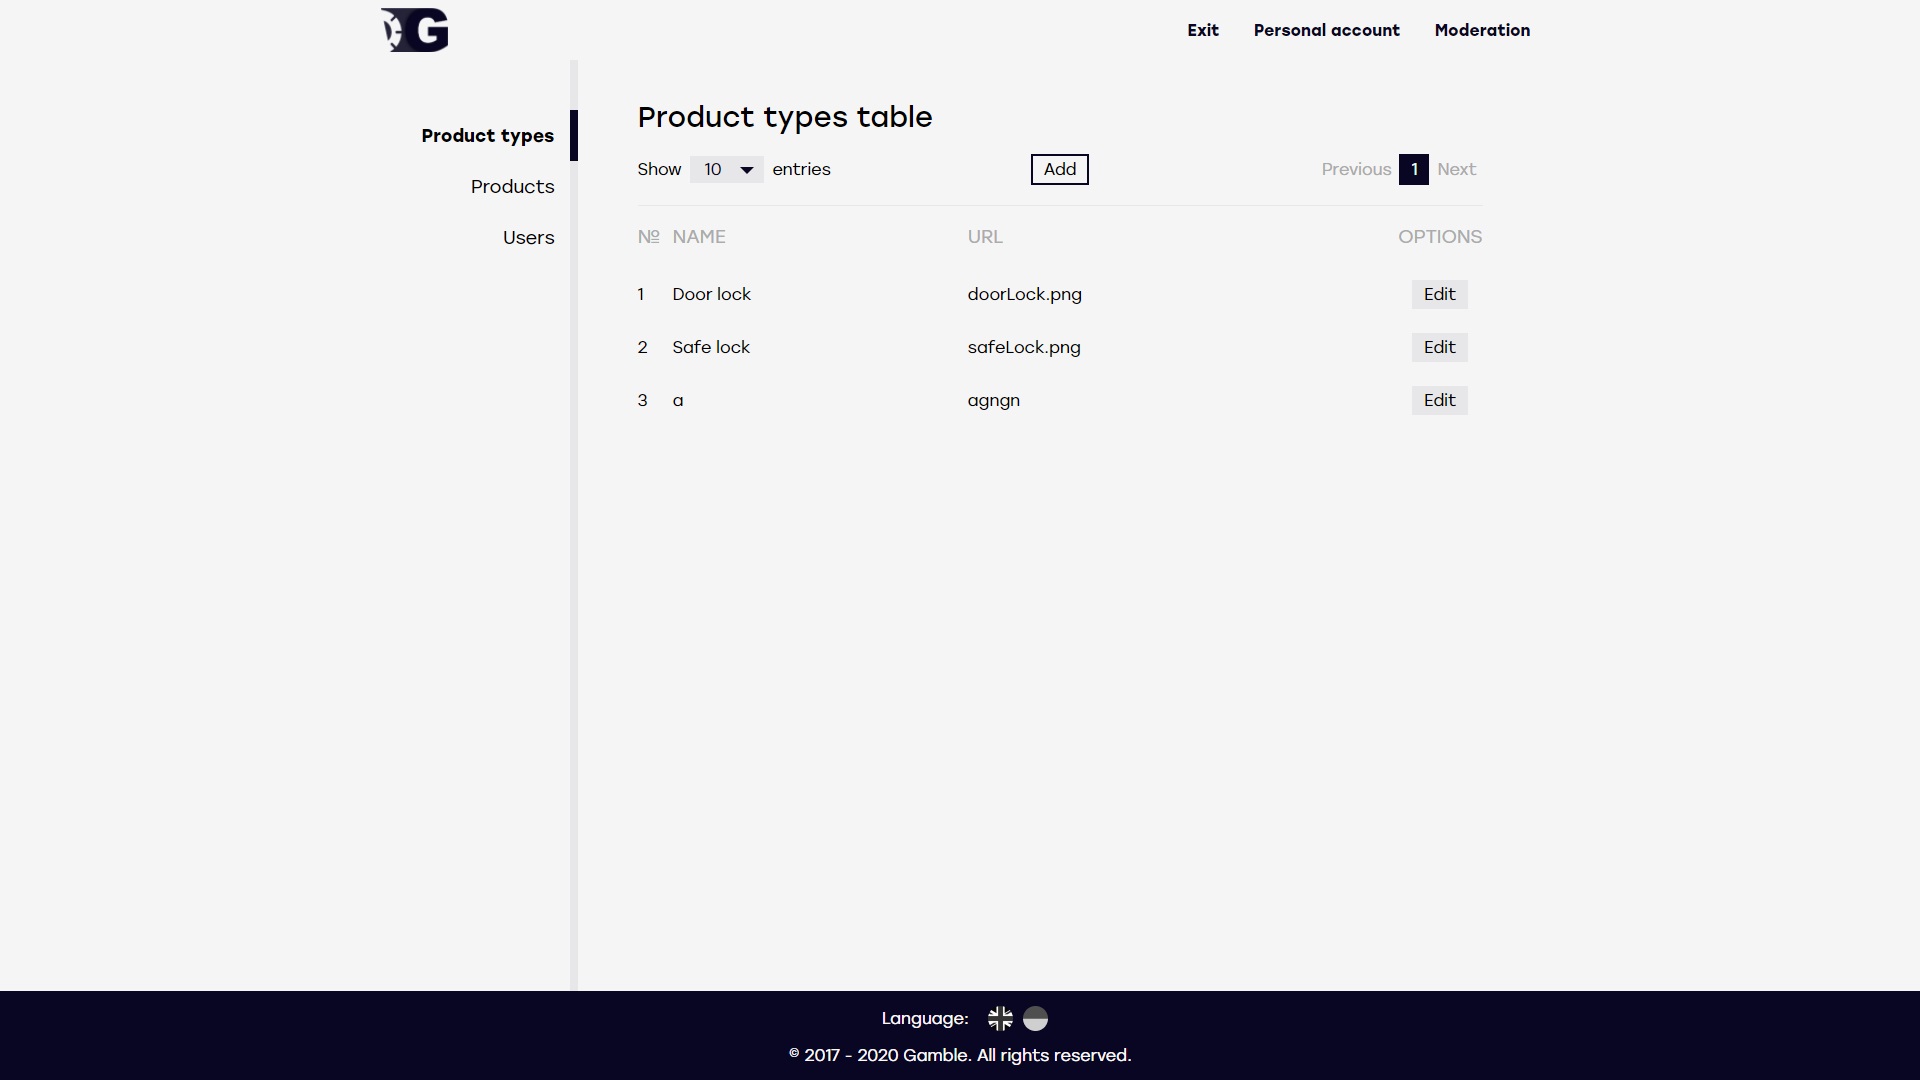 G
Exit Personal account Moderation
Product types
Products
Users
Product types table
Show 10 entries Add Previous 1 Next
№ NAME URL OPTIONS
1 Door lock doorLock.png Edit
2 Safe lock safeLock.png Edit
3 a agngn Edit
Language:
© 2017 - 2020 Gamble. All rights reserved.